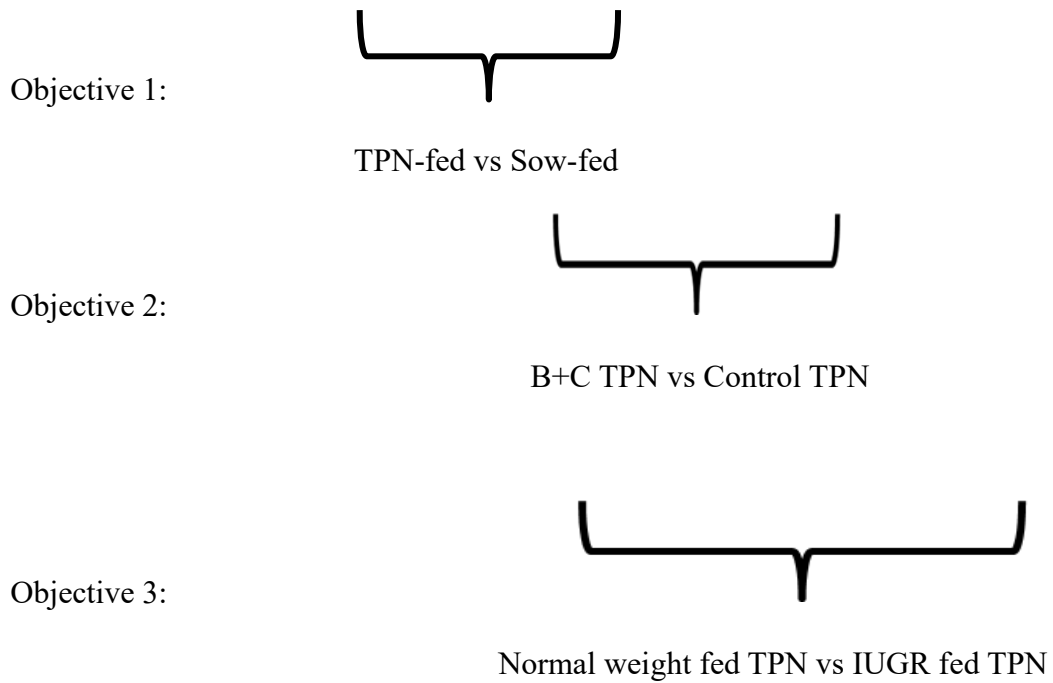 Objective 1:
TPN-fed vs Sow-fed
Objective 2:
B+C TPN vs Control TPN
Objective 3:
Normal weight fed TPN vs IUGR fed TPN